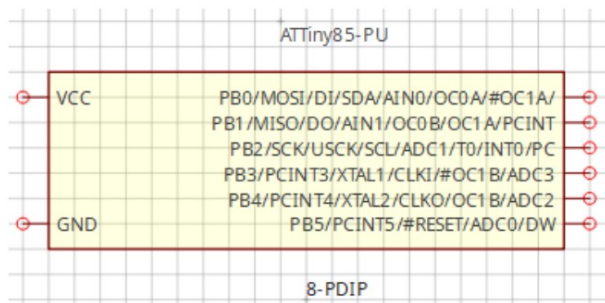 ATTiny85-PU
VCC
PB0/MOSI/DI/SDA/AIN0/OC0A/#OC1A/
PB1/MISO/DO/AIN1/OC0B/OC1A/PCINT
PB2/SCK/USCK/SCL/ADC1/T0/INT0/PC
PB3/PCINT3/XTAL1/CLKI/#OC1B/ADC3
PB4/PCINT4/XTAL2/CLKO/OC1B/ADC2
GND
PB5/PCINT5/#RESET/ADC0/DW
8-PDIP